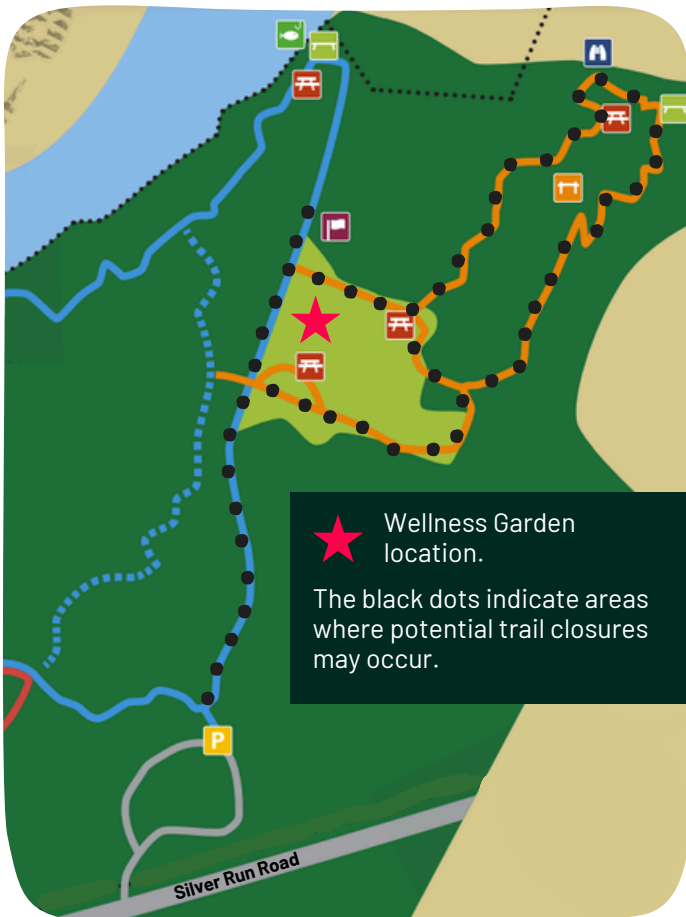 P
Wellness Garden
location.
The black dots indicate areas
where potential trail closures
may occur.
Silver Run Road